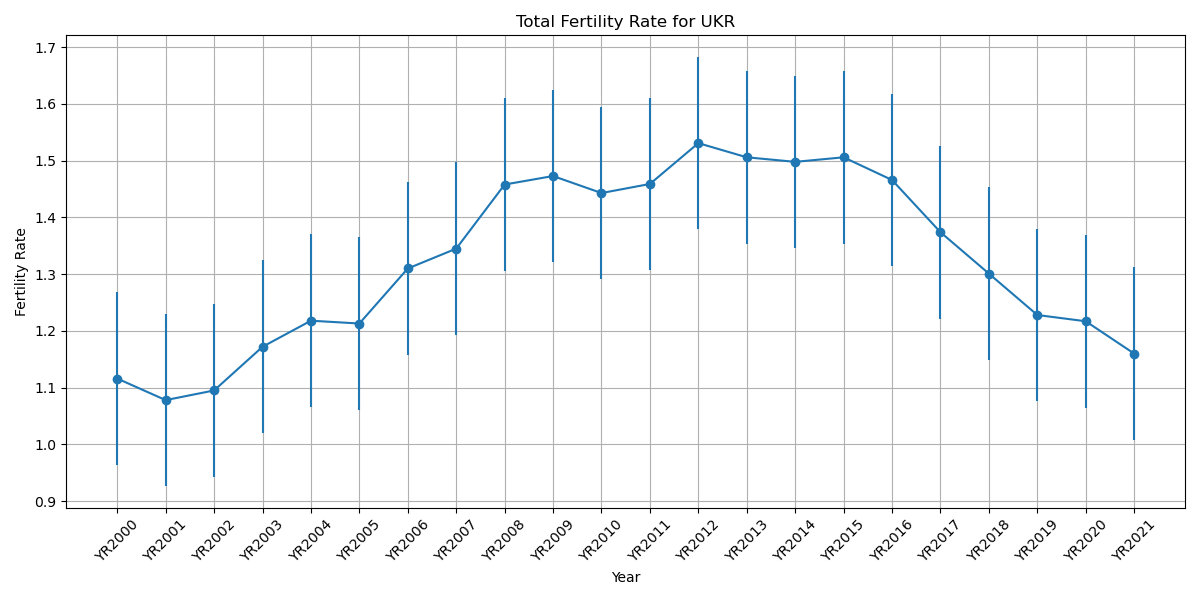 Total Fertility Rate for UKR
Fertility Rate
1.7
1.6
1.5
1.4
1.3
1.2
1.1
1.0
0.9
YR2000
YR2001
YR2002
YR2003
YR2004
YR2005
YR2006
YR2007
YR2008
YR2009
YR2010
YR2011
YR2012
YR2013
YR2014
YR2015
YR2016
YR2017
YR2018
YR2019
YR2020
YR2021
Year